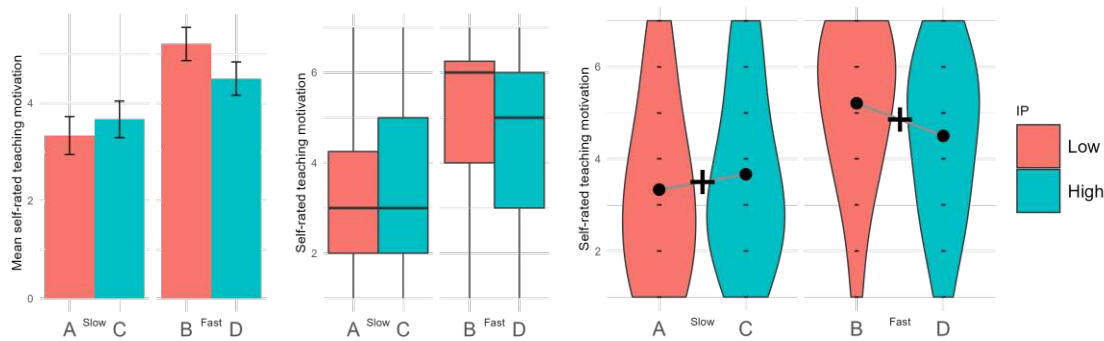 Mean self-rated teaching motivation
4
2
0
A Slow C B Fast D
Self-rated teaching motivation
6
4
2
A Slow C B Fast D
Self-rated teaching motivation
6
4
2
A Slow C B Fast D
IP
Low
High